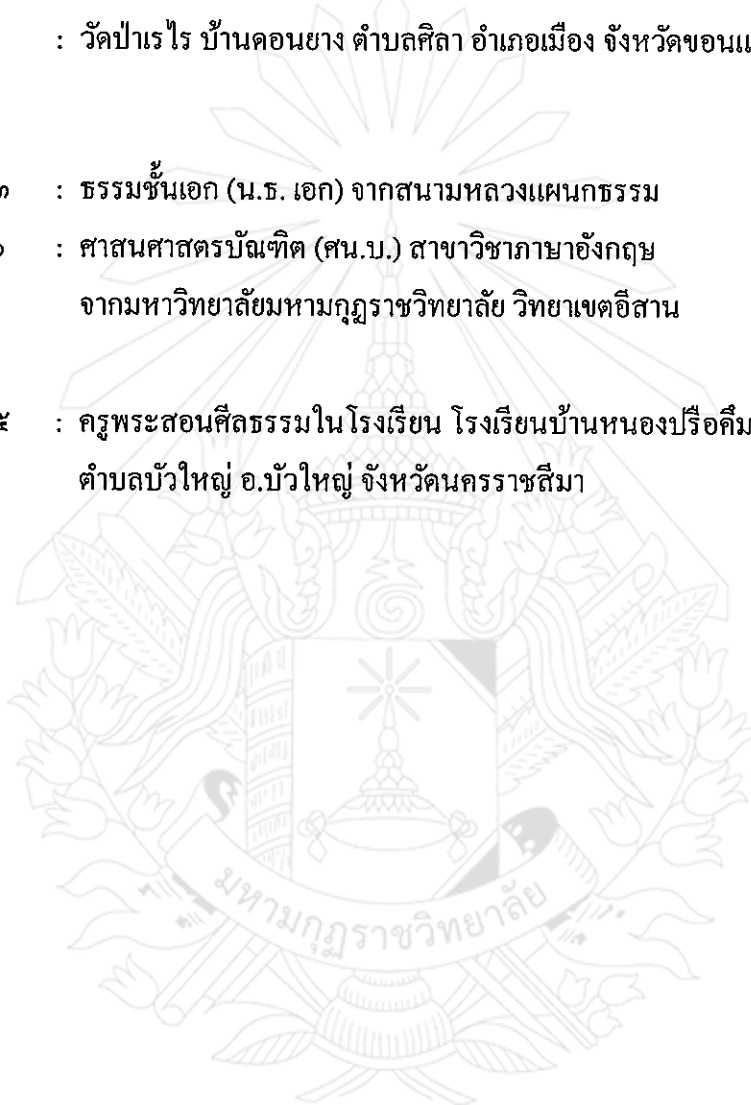 : วัดป่าเรไร บ้านดอนยาง ตำบลศิลา อำเภอเมือง จังหวัดขอนแ
: ธรรมชั้นเอก (น.ธ. เอก) จากสนามหลวงแผนกธรรม
: ศาสนศาสตรบัณฑิต (ศน.บ.) สาขาวิชาภาษาอังกฤษ
จากมหาวิทยาลัยมหามกุฏราชวิทยาลัย วิทยาเขตอีสาน
๕ : ครูพระสอนศีลธรรมในโรงเรียน โรงเรียนบ้านหนองปรือคึม
ตำบลบัวใหญ่ อ.บัวใหญ่ จังหวัดนครราชสีมา
มหามกุฏราชวิทยาลัย